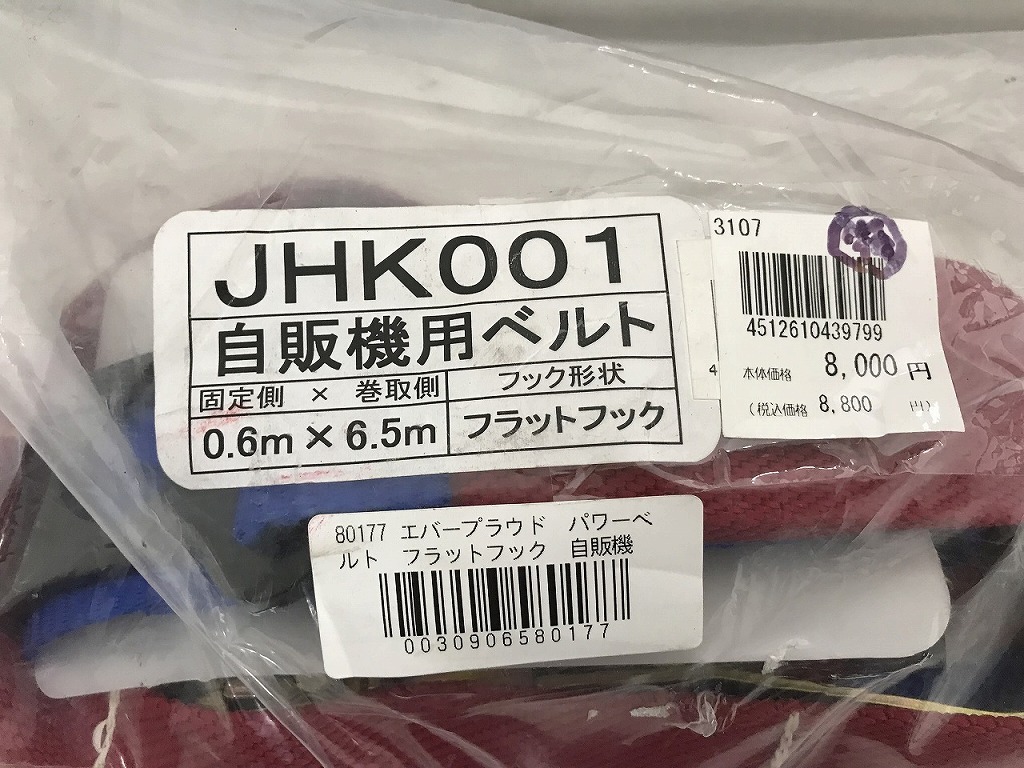 JHK001
自販機用ベルト
固定側 × 巻取側
フック形状
0.6m × 6.5m
フラットフック
3107
4512610439799
本体価格 8,000 円
(税込価格 8,800 円)
4
80177 エバープラウド パワーベ
ルト フラットフック 自販機
0030906580177